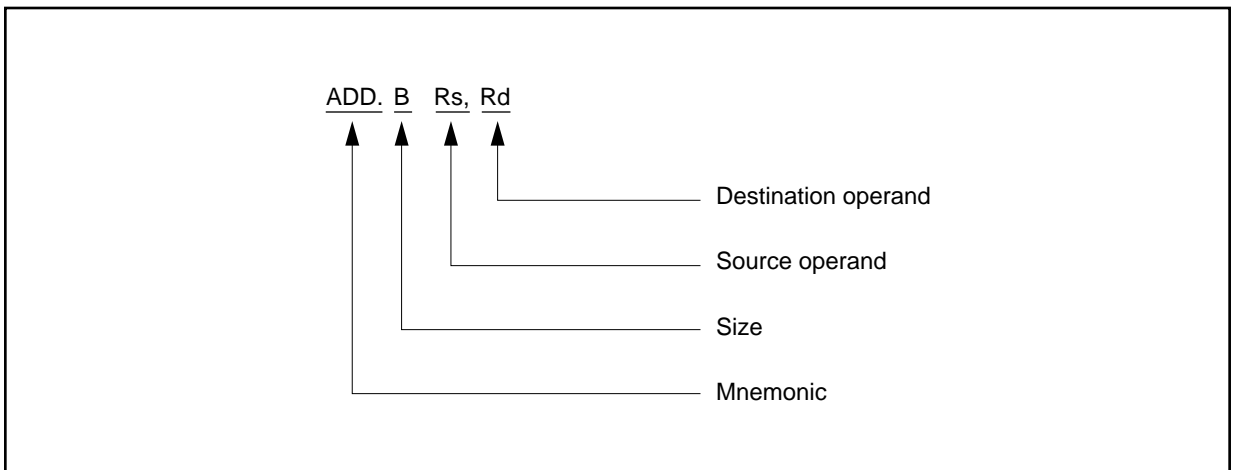 ADD. B Rs, Rd
Destination operand
Source operand
Size
Mnemonic